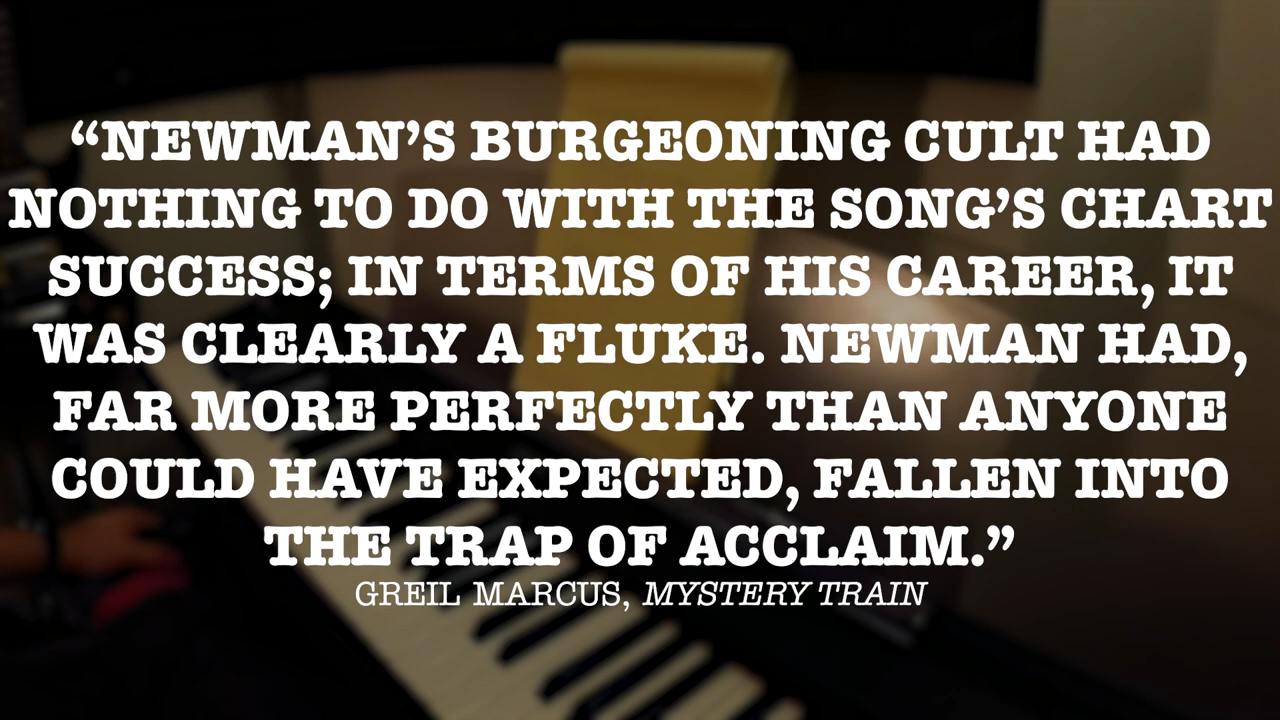 “NEWMAN’S BURGEONING CULT HAD
NOTHING TO DO WITH THE SONG’S CHART
SUCCESS; IN TERMS OF HIS CAREER, IT
WAS CLEARLY A FLUKE. NEWMAN HAD,
FAR MORE PERFECTLY THAN ANYONE
COULD HAVE EXPECTED, FALLEN INTO
THE TRAP OF ACCLAIM.”
GREIL MARCUS, MYSTERY TRAIN